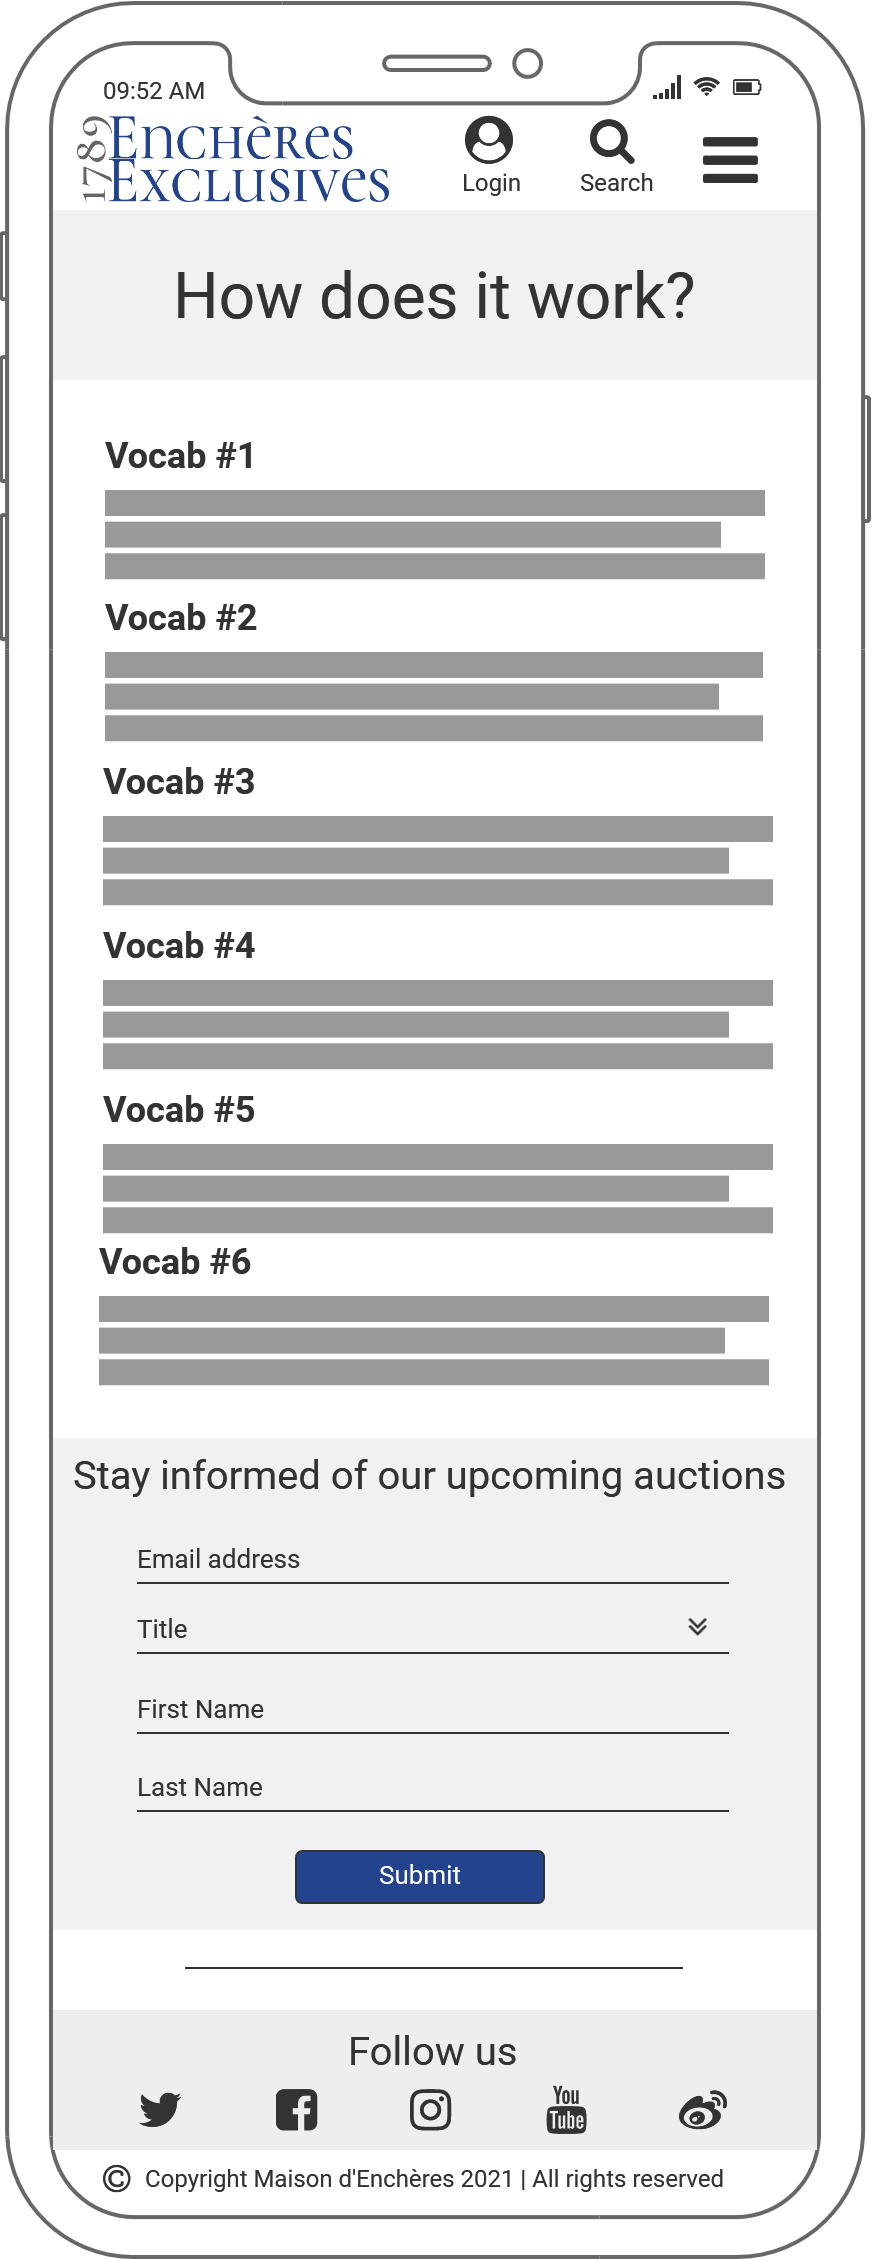 09:52 AM
1789
Enchères
Exclusives
Login
Search
How does it work?
Vocab #1
Vocab #2
Vocab #3
Vocab #4
Vocab #5
Vocab #6
Stay informed of our upcoming auctions
Email address
Title
First Name
Last Name
Submit
Follow us
You
Tube
© Copyright Maison d'Enchères 2021 | All rights reserved